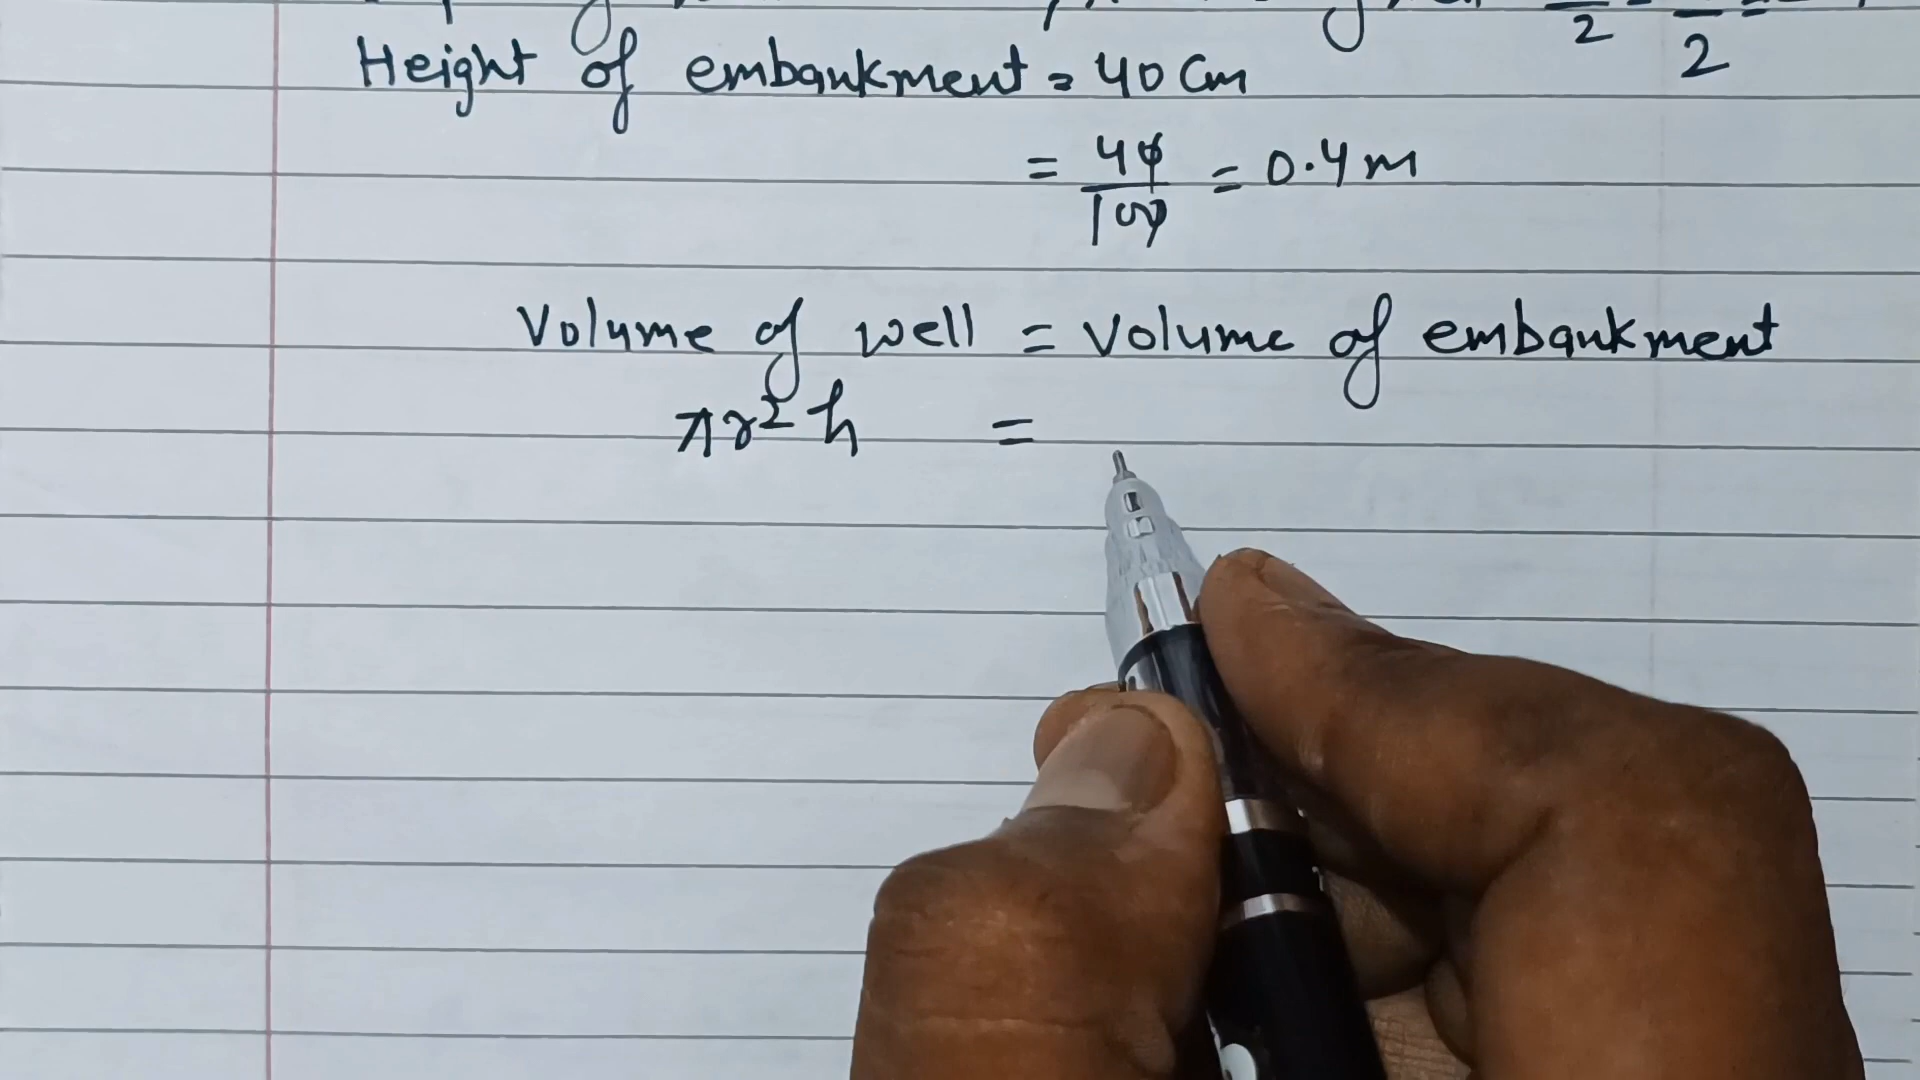 Height of embankment = 40 Cm
= 40/100 = 0.4 m
Volume of well = Volume of embankment
πr²h =